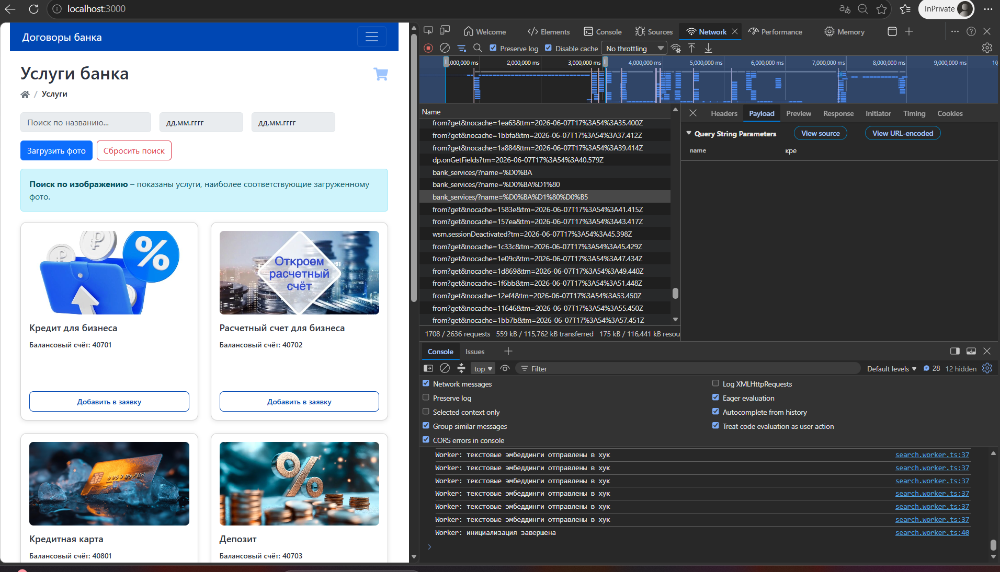 localhost:3000
InPrivate
Договоры банка
Услуги банка
/ Услуги
Поиск по названию...
дд.мм.гггг
дд.мм.гггг
Загрузить фото
Сбросить поиск
Поиск по изображению – показаны услуги, наиболее соответствующие загруженному
фото.
%
Откроем
расчетный
счёт
Кредит для бизнеса
Балансовый счёт: 40701
Добавить в заявку
Расчетный счет для бизнеса
Балансовый счёт: 40702
Добавить в заявку
Кредитная карта
Балансовый счёт: 40801
%
Депозит
Балансовый счёт: 40703
Welcome
Elements
Console
Sources
Network
Performance
Memory
Preserve log
Disable cache
No throttling
,000,000 ms
2,000,000 ms
3,000,000 ms
4,000,000 ms
5,000,000 ms
6,000,000 ms
7,000,000 ms
8,000,000 ms
9,000,000 ms
10
Name
from?get&nocache=1ea63&tm=2026-06-07T17%3A54%3A35.400Z
from?get&nocache=1bbfa&tm=2026-06-07T17%3A54%3A37.412Z
from?get&nocache=1a884&tm=2026-06-07T17%3A54%3A39.414Z
dp.onGetFields?tm=2026-06-07T17%3A54%3A40.579Z
bank_services/?name=%D0%BA
bank_services/?name=%D0%BA%D1%80
bank_services/?name=%D0%BA%D1%80%D0%B5
from?get&nocache=1583e&tm=2026-06-07T17%3A54%3A41.415Z
from?get&nocache=157ea&tm=2026-06-07T17%3A54%3A43.417Z
wsm.sessionDeactivated?tm=2026-06-07T17%3A54%3A45.398Z
from?get&nocache=1c33c&tm=2026-06-07T17%3A54%3A45.429Z
from?get&nocache=1e09c&tm=2026-06-07T17%3A54%3A47.434Z
from?get&nocache=1d869&tm=2026-06-07T17%3A54%3A49.440Z
from?get&nocache=1f6bb&tm=2026-06-07T17%3A54%3A51.448Z
from?get&nocache=12ef4&tm=2026-06-07T17%3A54%3A53.450Z
from?get&nocache=11646&tm=2026-06-07T17%3A54%3A55.450Z
from?get&nocache=1bb7b&tm=2026-06-07T17%3A54%3A57.451Z
1708 / 2636 requests 559 kB / 115,762 kB transferred 175 kB / 116,441 kB resou
Headers
Payload
Preview
Response
Initiator
Timing
Cookies
Query String Parameters
View source
View URL-encoded
name
кре
Console
Issues
top
Filter
Default levels
28
12 hidden
Network messages
Log XMLHttpRequests
Preserve log
Eager evaluation
Selected context only
Autocomplete from history
Group similar messages
Treat code evaluation as user action
CORS errors in console
Worker: текстовые эмбеддинги отправлены в хук search.worker.ts:37
Worker: текстовые эмбеддинги отправлены в хук search.worker.ts:37
Worker: текстовые эмбеддинги отправлены в хук search.worker.ts:37
Worker: текстовые эмбеддинги отправлены в хук search.worker.ts:37
Worker: текстовые эмбеддинги отправлены в хук search.worker.ts:37
Worker: текстовые эмбеддинги отправлены в хук search.worker.ts:37
Worker: инициализация завершена search.worker.ts:40